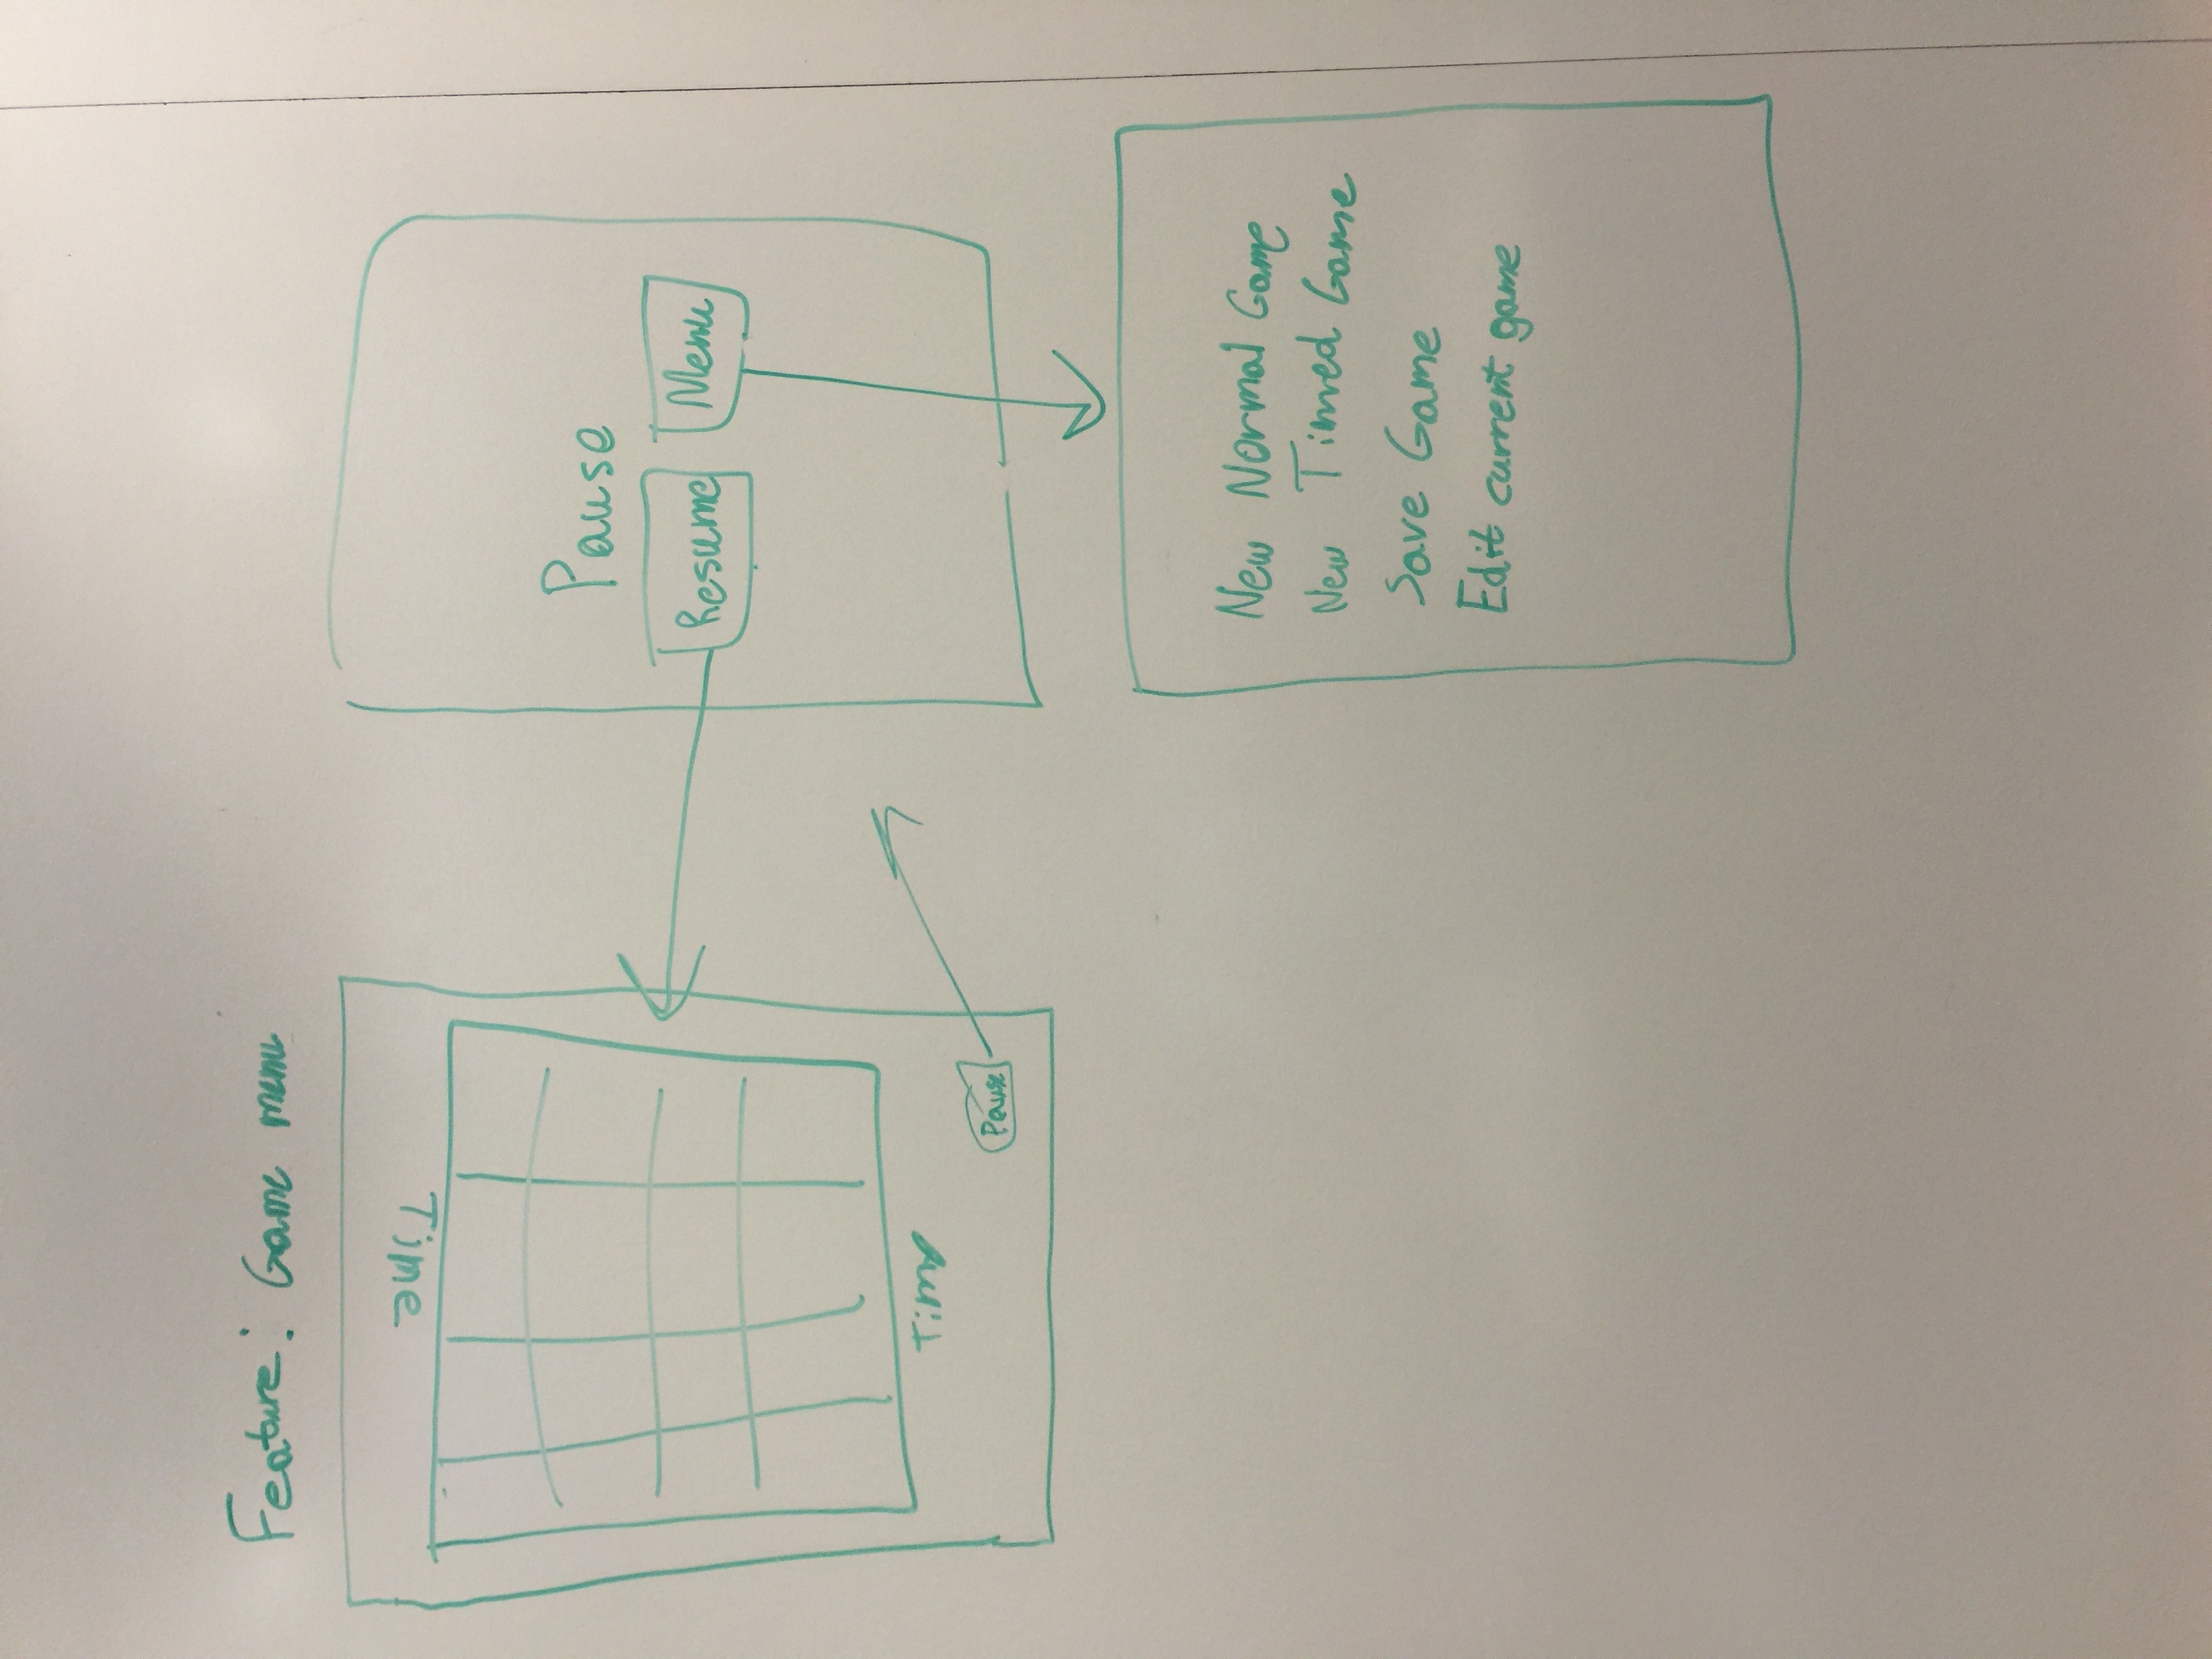 Feature: Game menu
Time
Time
Pause
Pause
Resume
Menu
New Normal Game
New Timed Game
Save Game
Edit current game